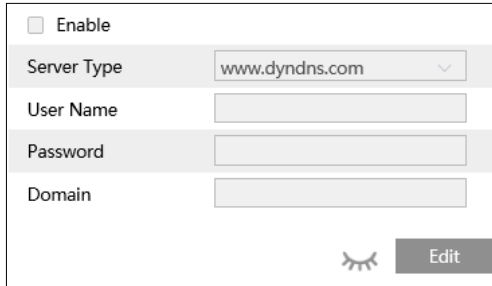 Enable
Server Type www.dyndns.com
User Name
Password
Domain
Edit